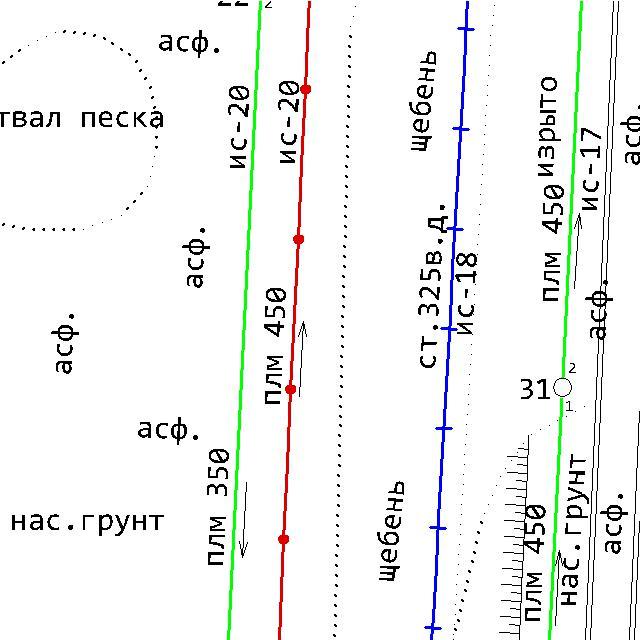 22
2
асф.
ис-20
ис-20
щебень
изрыто
ис-17
асф.
твал песка
плм 450
асф.
ст.325в.д.
ис-18
плм 450
асф.
асф.
2
31
1
асф.
плм 350
щебень
плм 450
нас.грунт
асф.
нас.грунт